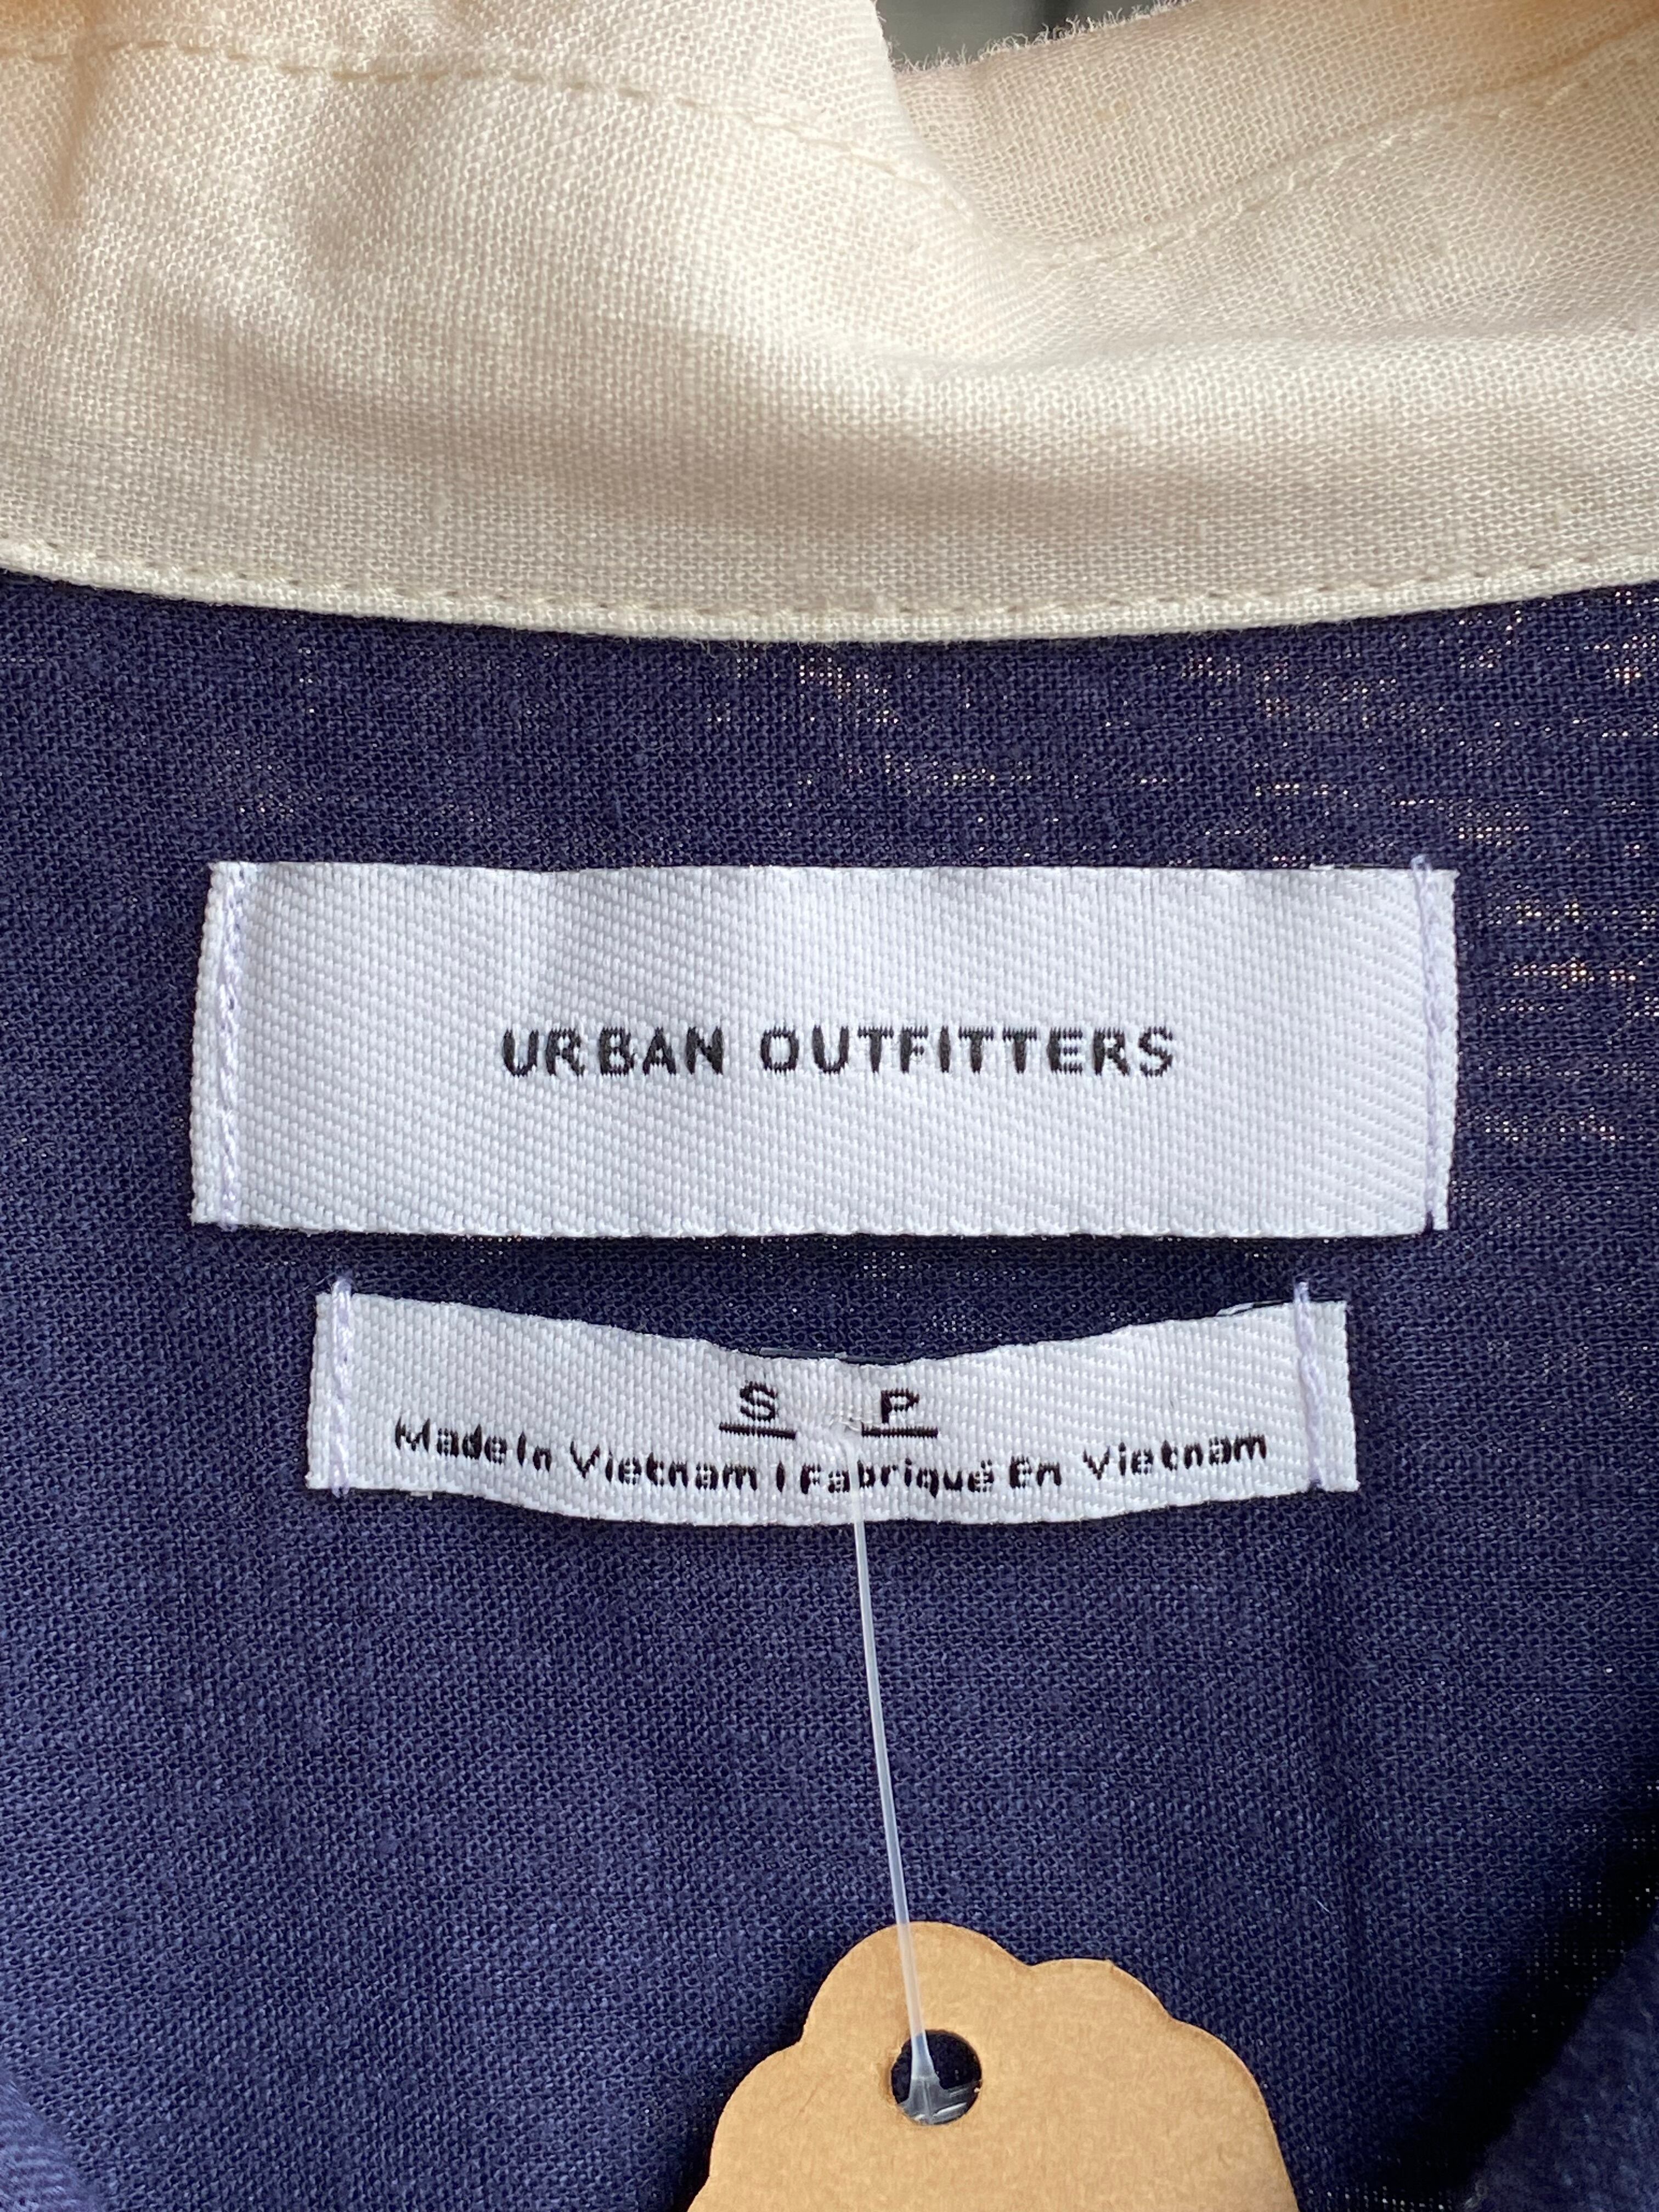 URBAN OUTFITTERS
S P
Made In Vietnam | Fabriqué En Vietnam